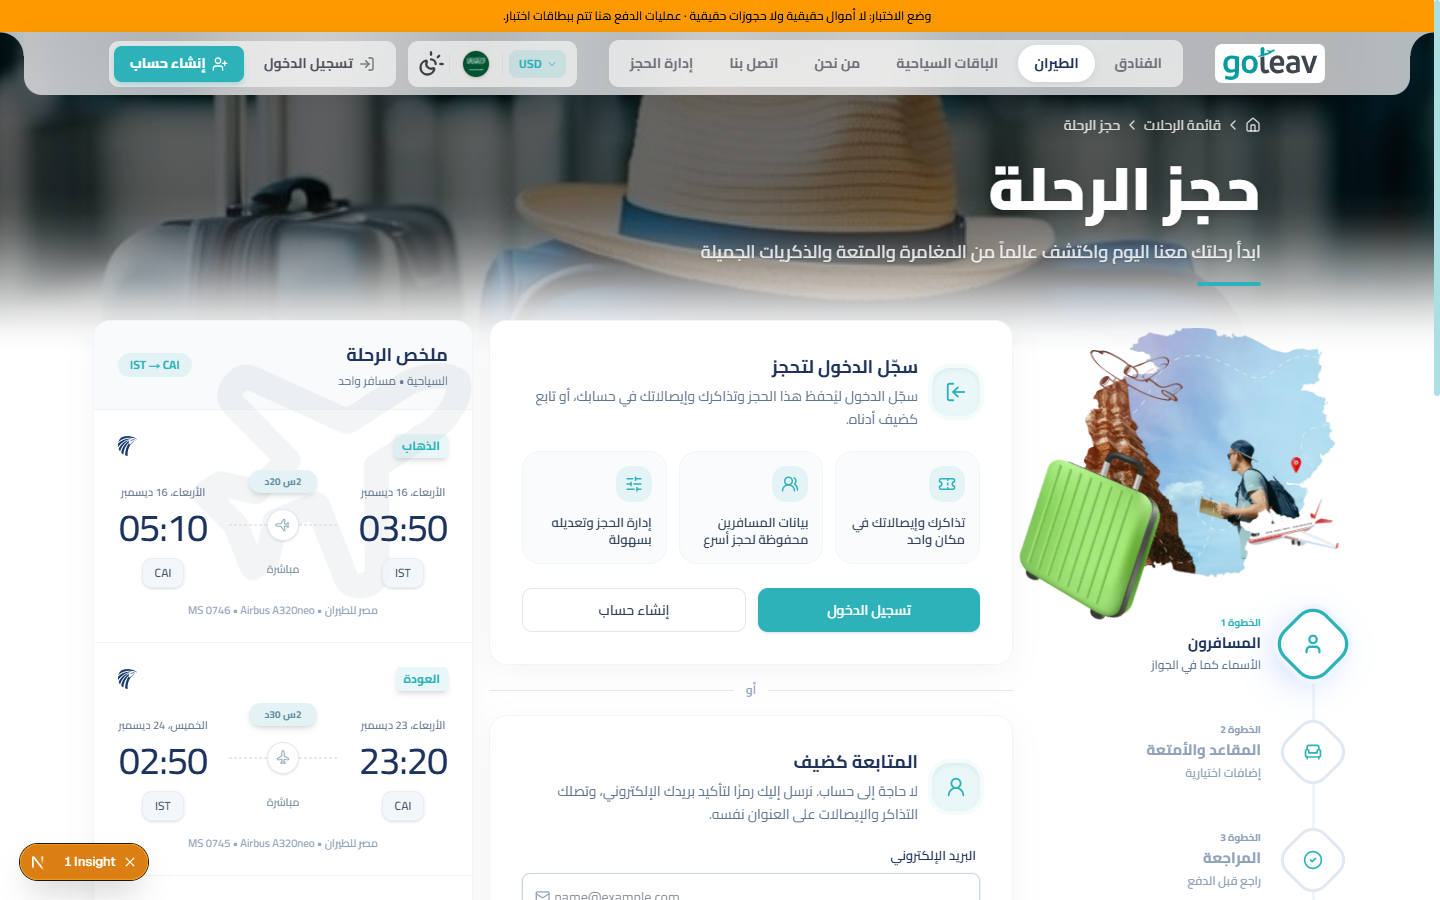 وضع الاختبار: لا أموال حقيقية ولا حجوزات حقيقية · عمليات الدفع هنا تتم ببطاقات اختبار.
goteav
الفنادق
الطيران
الباقات السياحية
من نحن
اتصل بنا
إدارة الحجز
USD
تسجيل الدخول
إنشاء حساب
قائمة الرحلات
حجز الرحلة
حجز الرحلة
ابدأ رحلتك معنا اليوم واكتشف عالماً من المغامرة والمتعة والذكريات الجميلة
الخطوة 1
المسافرون
الأسماء كما في الجواز
الخطوة 2
المقاعد والأمتعة
إضافات اختيارية
الخطوة 3
المراجعة
راجع قبل الدفع
سجّل الدخول لتحجز
سجّل الدخول ليُحفظ هذا الحجز وتذاكرك وإيصالاتك في حسابك، أو تابع
كضيف أدناه.
تذاكرك وإيصالاتك في
مكان واحد
بيانات المسافرين
محفوظة لحجز أسرع
إدارة الحجز وتعديله
بسهولة
تسجيل الدخول
إنشاء حساب
أو
المتابعة كضيف
لا حاجة إلى حساب. نرسل إليك رمزًا لتأكيد بريدك الإلكتروني، وتصلك
التذاكر والإيصالات على العنوان نفسه.
البريد الإلكتروني
name@example.com
ملخص الرحلة
السياحية • مسافر واحد
IST → CAI
الذهاب
الأربعاء، 16 ديسمبر
03:50
IST
2س 20د
مباشرة
الأربعاء، 16 ديسمبر
05:10
CAI
مصر للطيران • MS 0746 • Airbus A320neo
العودة
الأربعاء، 23 ديسمبر
23:20
CAI
2س 30د
مباشرة
الخميس، 24 ديسمبر
02:50
IST
مصر للطيران • MS 0745 • Airbus A320neo
1 Insight